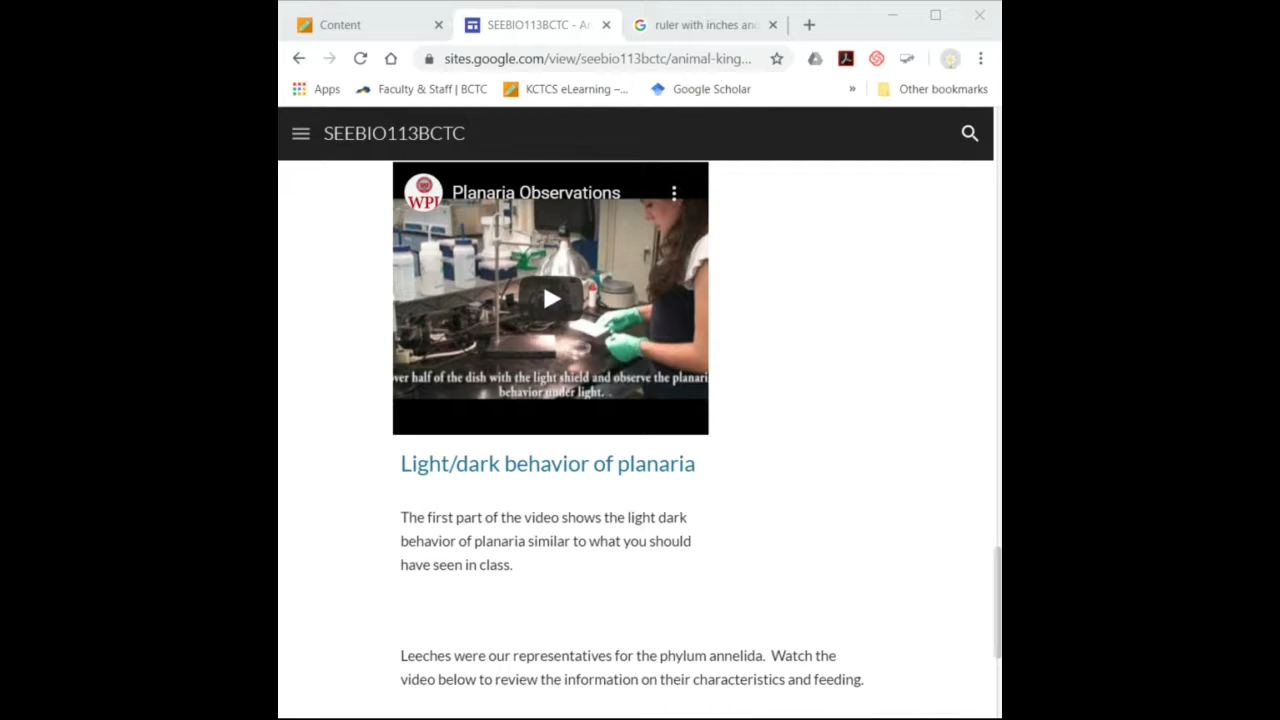 Content
SEEBIO113BCTC - An
ruler with inches and
sites.google.com/view/seebio113bctc/animal-king...
Apps
Faculty & Staff | BCTC
KCTCS eLearning –...
Google Scholar
»
Other bookmarks
SEEBIO113BCTC
WPI
Planaria Observations
ver half of the dish with the light shield and observe the planari
behavior under light.
Light/dark behavior of planaria
The first part of the video shows the light dark
behavior of planaria similar to what you should
have seen in class.
Leeches were our representatives for the phylum annelida. Watch the
video below to review the information on their characteristics and feeding.